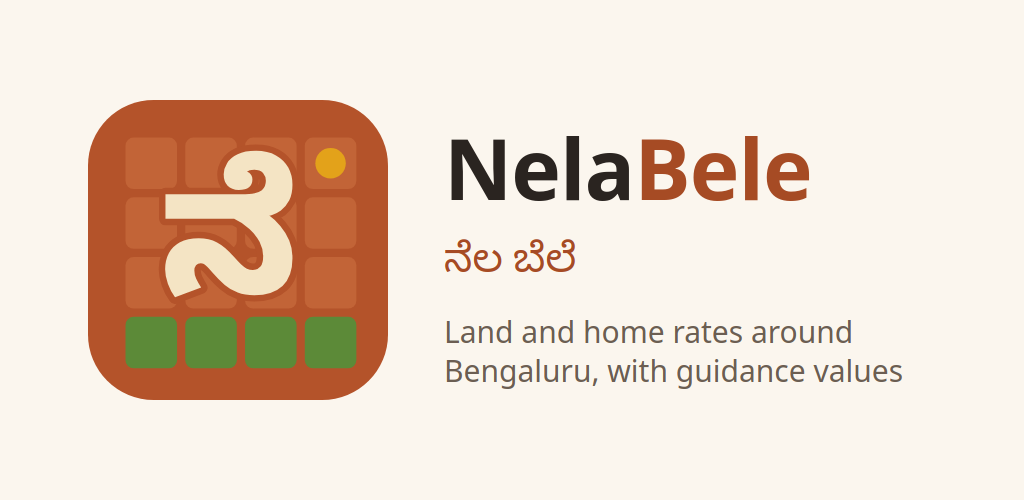 ನೆ
NelaBele
ನೆಲ ಬೆಲೆ
Land and home rates around
Bengaluru, with guidance values